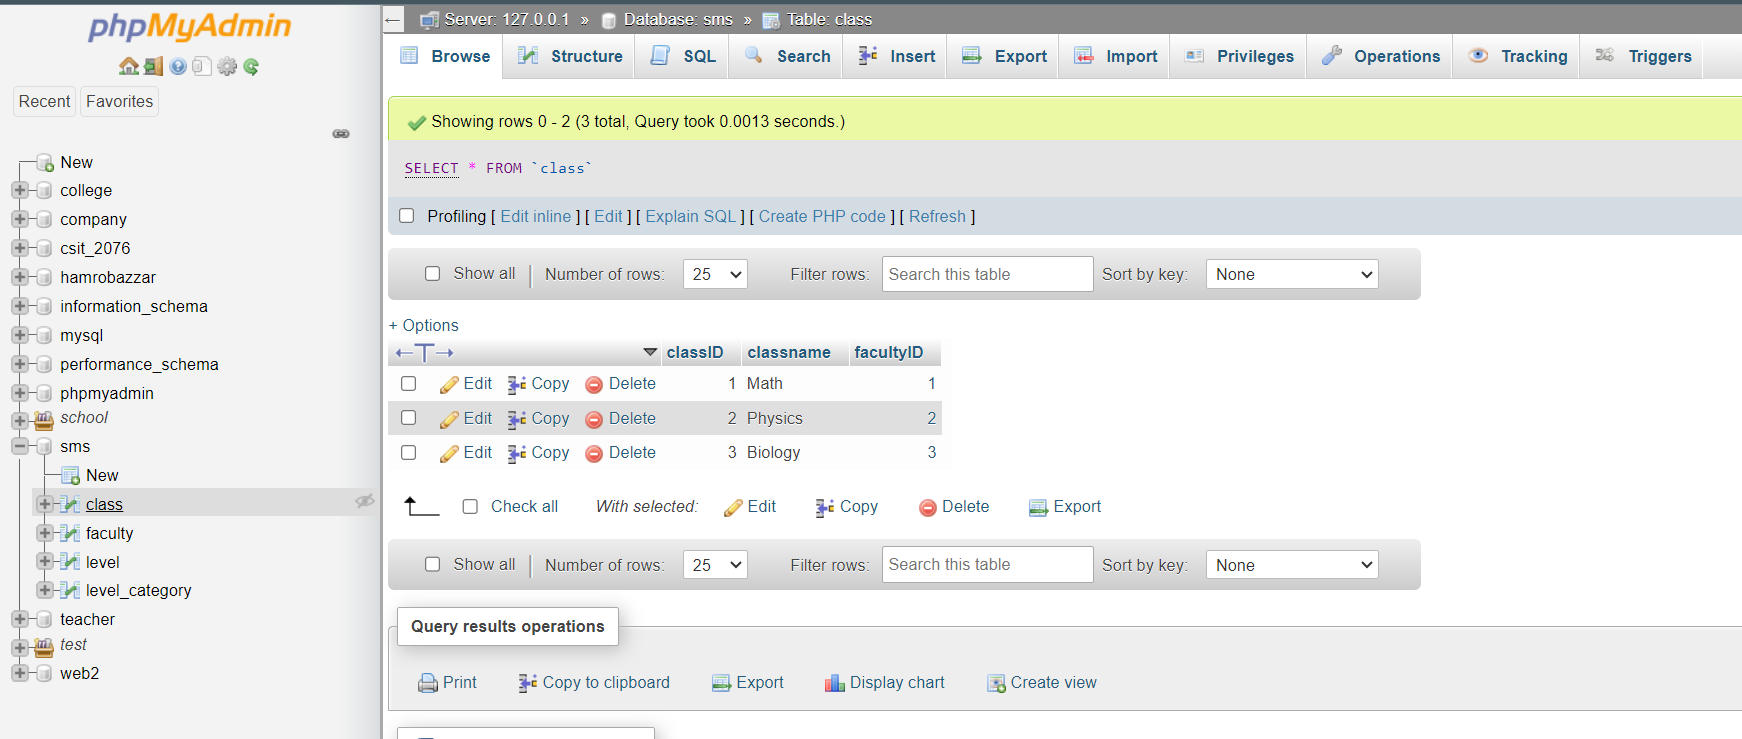 phpMyAdmin
Recent Favorites
New
college
company
csit_2076
hamrobazzar
information_schema
mysql
performance_schema
phpmyadmin
school
sms
New
class
faculty
level
level_category
teacher
test
web2
Server: 127.0.0.1 » Database: sms » Table: class
Browse Structure SQL Search Insert Export Import Privileges Operations Tracking Triggers
Showing rows 0 - 2 (3 total, Query took 0.0013 seconds.)
SELECT * FROM `class`
Profiling [ Edit inline ] [ Edit ] [ Explain SQL ] [ Create PHP code ] [ Refresh ]
Show all | Number of rows: 25 Filter rows: Search this table Sort by key: None
+ Options
←T→ classID classname facultyID
Edit Copy Delete 1 Math 1
Edit Copy Delete 2 Physics 2
Edit Copy Delete 3 Biology 3
Check all With selected: Edit Copy Delete Export
Show all | Number of rows: 25 Filter rows: Search this table Sort by key: None
Query results operations
Print Copy to clipboard Export Display chart Create view